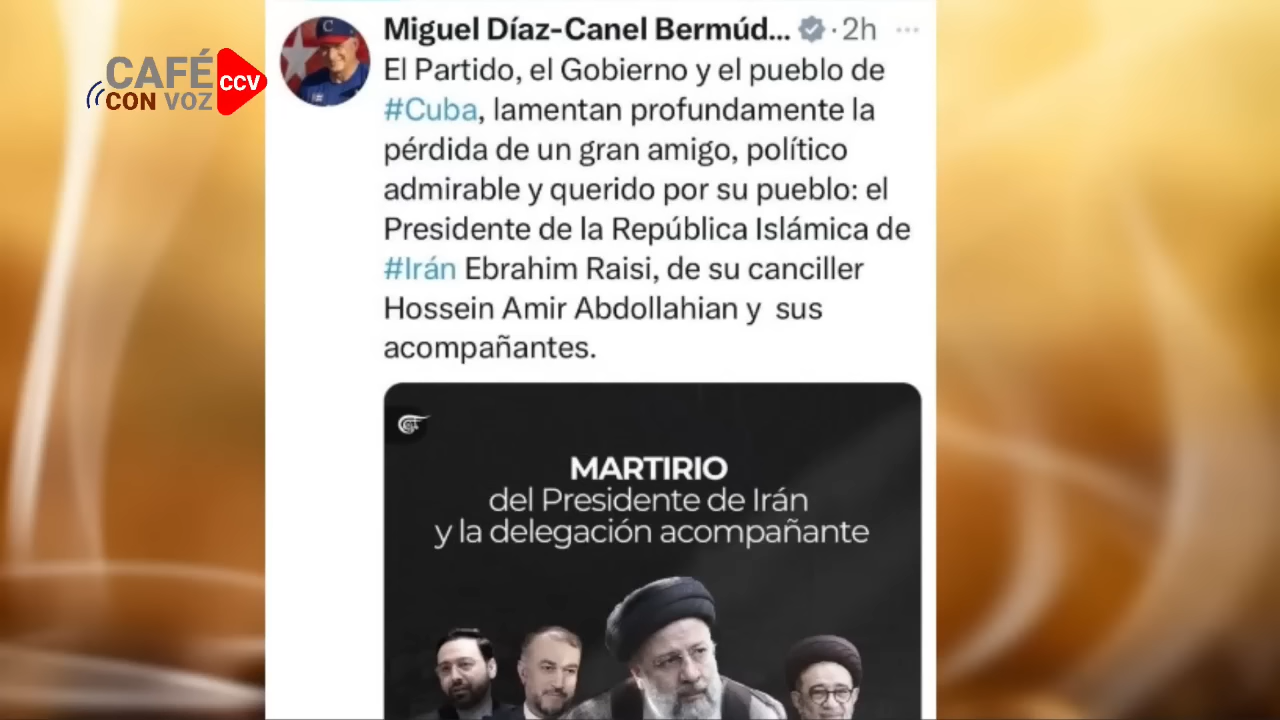 CAFÉ
CON VOZ
CCV
Miguel Díaz-Canel Bermúd... · 2h ...
El Partido, el Gobierno y el pueblo de
#Cuba, lamentan profundamente la
pérdida de un gran amigo, político
admirable y querido por su pueblo: el
Presidente de la República Islámica de
#Irán Ebrahim Raisi, de su canciller
Hossein Amir Abdollahian y sus
acompañantes.
MARTIRIO
del Presidente de Irán
y la delegación acompañante